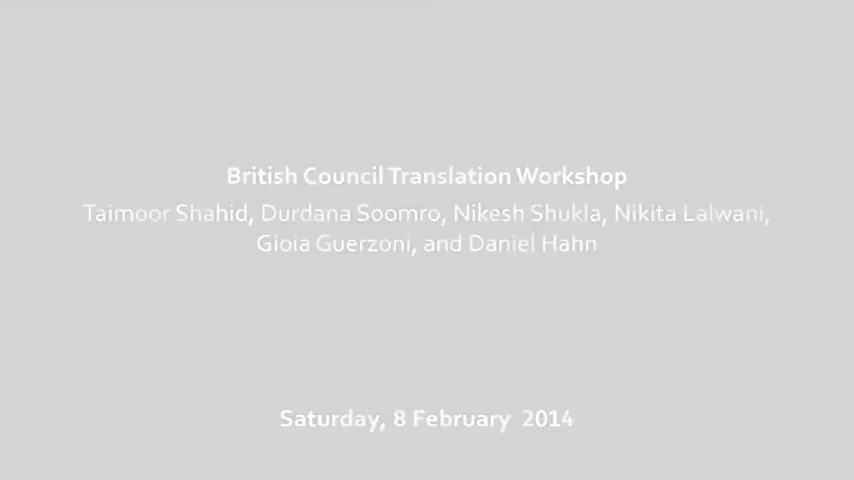 British Council Translation Workshop
Taimoor Shahid, Durdana Soomro, Nikesh Shukla, Nikita Lalwani,
Gioia Guerzoni, and Daniel Hahn
Saturday, 8 February 2014